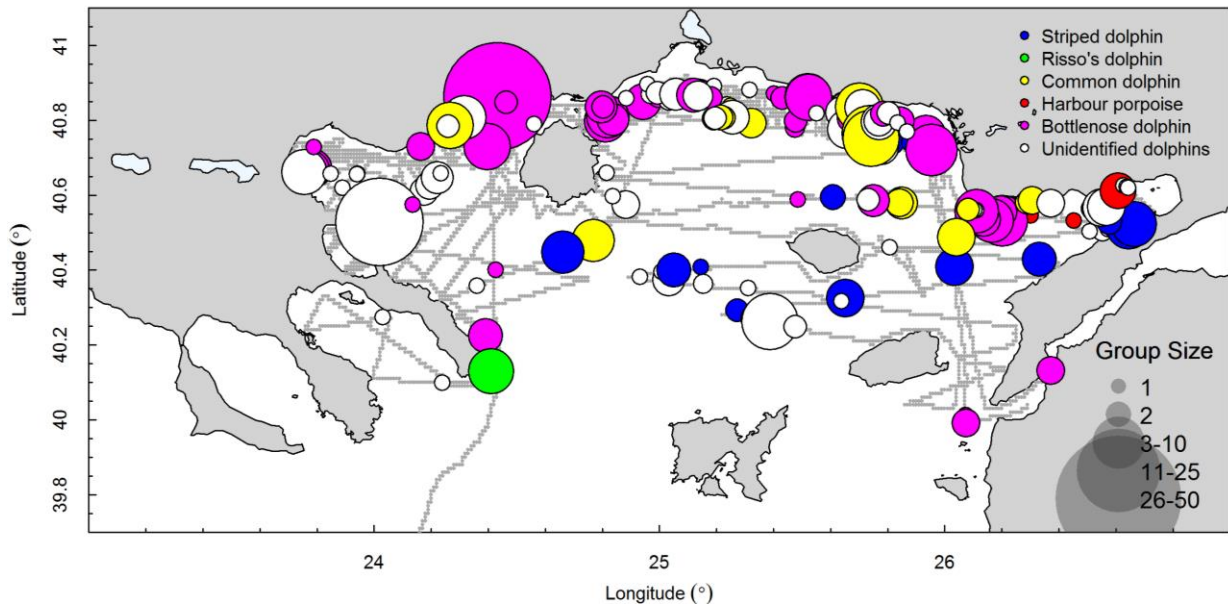 41
40.8
40.6
40.4
40.2
40
39.8
Latitude (°)
24
25
26
Longitude (°)
Striped dolphin
Risso's dolphin
Common dolphin
Harbour porpoise
Bottlenose dolphin
Unidentified dolphins
Group Size
1
2
3-10
11-25
26-50